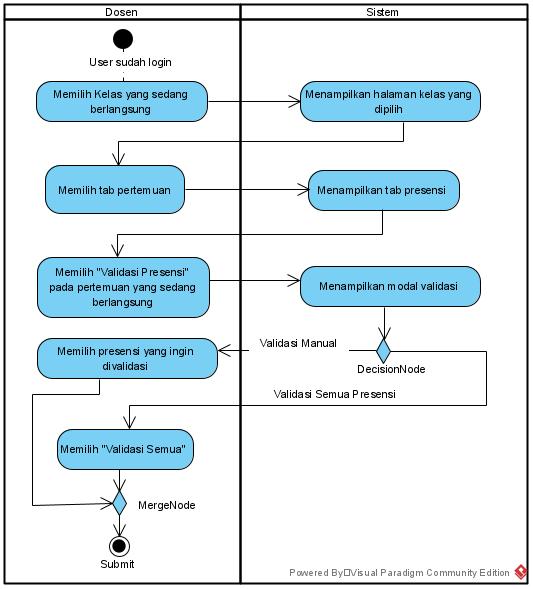 Dosen
Sistem
User sudah login
Memilih Kelas yang sedang
berlangsung
Menampilkan halaman kelas yang
dipilih
Memilih tab pertemuan
Menampilkan tab presensi
Memilih "Validasi Presensi"
pada pertemuan yang sedang
berlangsung
Menampilkan modal validasi
Validasi Manual
Memilih presensi yang ingin
divalidasi
DecisionNode
Validasi Semua Presensi
Memilih "Validasi Semua"
MergeNode
Submit
Powered By Visual Paradigm Community Edition